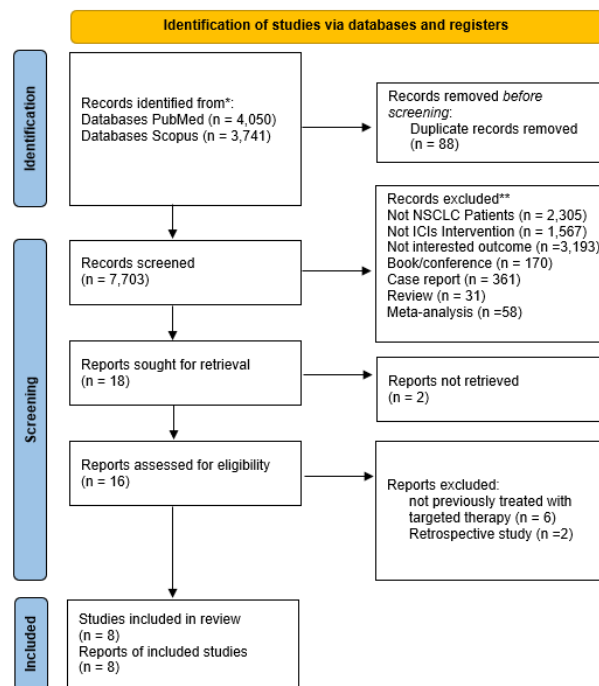 Identification of studies via databases and registers
Identification
Records identified from*:
Databases PubMed (n = 4,050)
Databases Scopus (n = 3,741)
Records removed before
screening:
Duplicate records removed
(n = 88)
Screening
Records screened
(n = 7,703)
Records excluded**
Not NSCLC Patients (n = 2,305)
Not ICIs Intervention (n = 1,567)
Not interested outcome (n =3,193)
Book/conference (n = 170)
Case report (n = 361)
Review (n = 31)
Meta-analysis (n =58)
Reports sought for retrieval
(n = 18)
Reports not retrieved
(n = 2)
Reports assessed for eligibility
(n = 16)
Reports excluded:
not previously treated with
targeted therapy (n = 6)
Retrospective study (n =2)
Included
Studies included in review
(n = 8)
Reports of included studies
(n = 8)